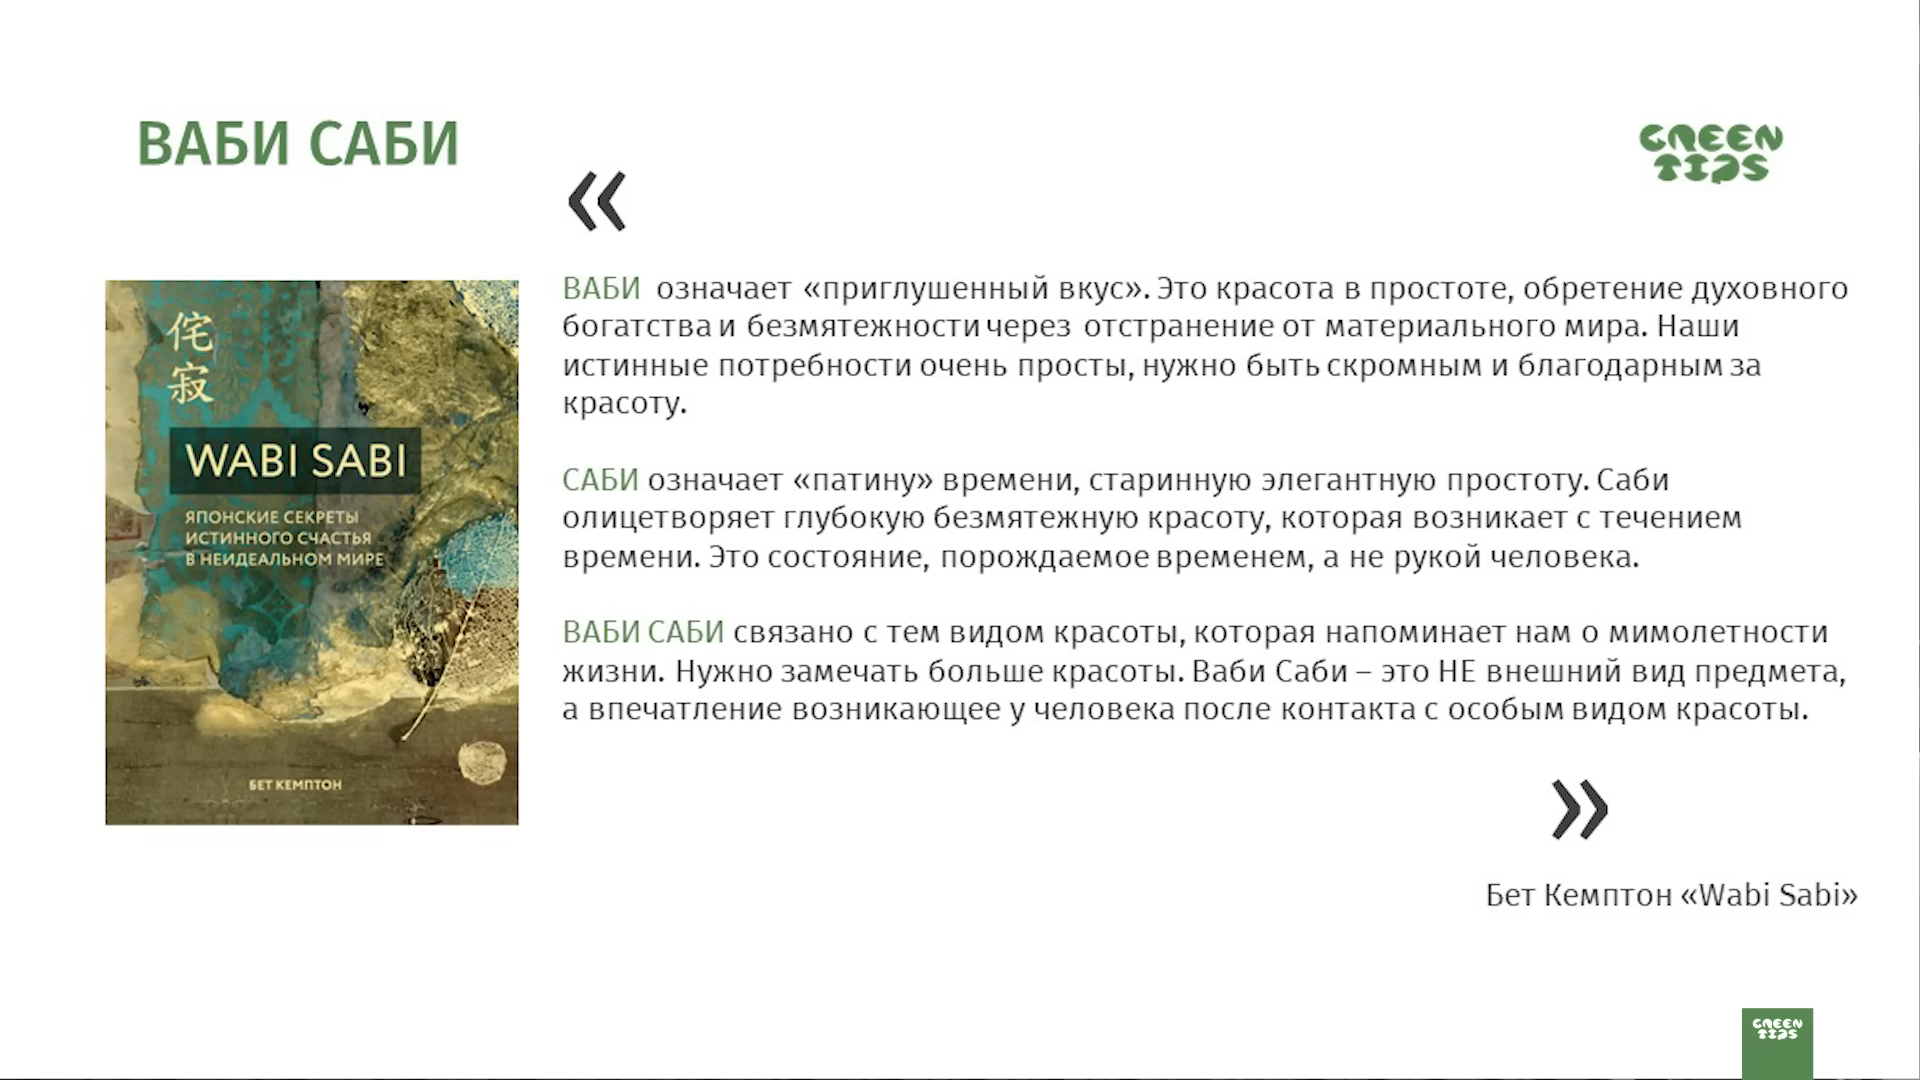 ВАБИ САБИ
GREEN
TIPS
«
侘
寂
WABI SABI
ЯПОНСКИЕ СЕКРЕТЫ
ИСТИННОГО СЧАСТЬЯ
В НЕИДЕАЛЬНОМ МИРЕ
БЕТ КЕМПТОН
ВАБИ означает «приглушенный вкус». Это красота в простоте, обретение духовного
богатства и безмятежности через отстранение от материального мира. Наши
истинные потребности очень просты, нужно быть скромным и благодарным за
красоту.
САБИ означает «патину» времени, старинную элегантную простоту. Саби
олицетворяет глубокую безмятежную красоту, которая возникает с течением
времени. Это состояние, порождаемое временем, а не рукой человека.
ВАБИ САБИ связано с тем видом красоты, которая напоминает нам о мимолетности
жизни. Нужно замечать больше красоты. Ваби Саби – это НЕ внешний вид предмета,
а впечатление возникающее у человека после контакта с особым видом красоты.
»
Бет Кемптон «Wabi Sabi»
GREEN
TIPS